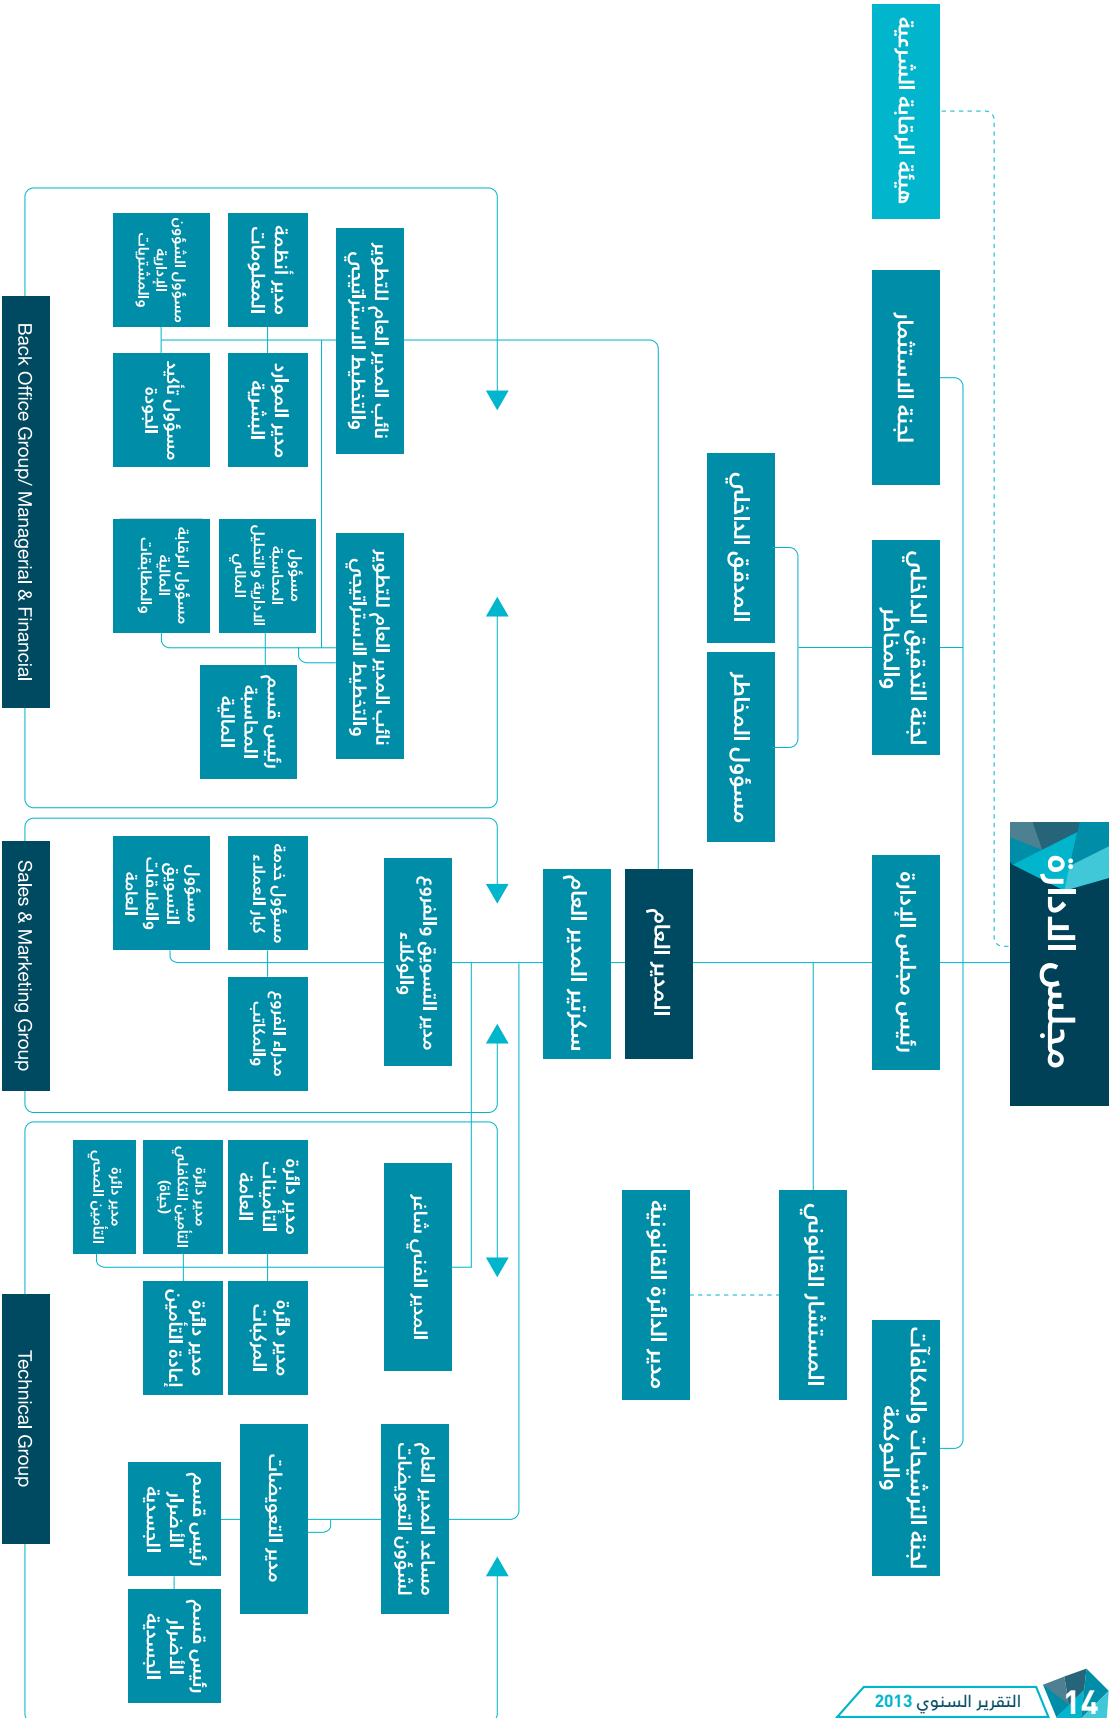 مجلس الادارة
هيئة الرقابة الشرعية
لجنة الاستثمار
لجنة التدقيق الداخلي
والمخاطر
رئيس مجلس الإدارة
لجنة الترشيحات والمكافآت
والحوكمة
المدقق الداخلي
مسؤول المخاطر
المستشار القانوني
مدير الدائرة القانونية
المدير العام
سكرتير المدير العام
نائب المدير العام للتطوير
والتخطيط الاستراتيجي
مدير أنظمة
المعلومات
مدير الموارد
البشرية
مسؤول الشؤون
الإدارية
والمشتريات
مسؤول تأكيد
الجودة
نائب المدير العام للتطوير
والتخطيط الاستراتيجي
مسؤول
المحاسبة
الادارية والتحليل
المالي
مسؤول الرقابة
المالية
والمطابقات
رئيس قسم
المحاسبة
المالية
Back Office Group/ Managerial & Financial
مدير التسويق والفروع
والوكلاء
مسؤول خدمة
كبار العملاء
مدراء الفروع
والمكاتب
مسؤول
التسويق
والعلاقات
العامة
Sales & Marketing Group
المدير الفني شاغر
مدير دائرة
التأمينات
العامة
مدير دائرة
التأمين التكافلي
(حياة)
مدير دائرة
التأمين الصحي
مدير دائرة
المركبات
مدير دائرة
إعادة التأمين
مساعد المدير العام
لشؤون التعويضات
مدير التعويضات
رئيس قسم
الأضرار
الجسدية
رئيس قسم
الأضرار
الجسدية
Technical Group
التقرير السنوي 2013
14